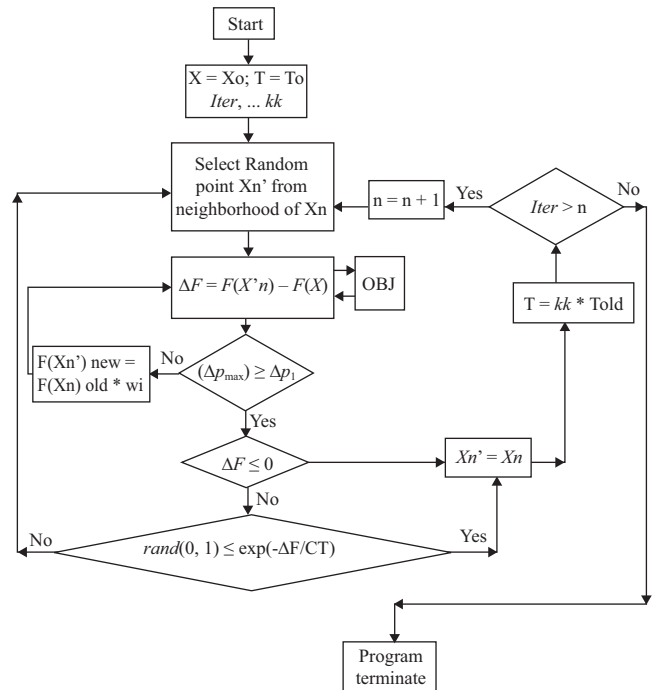 Start
X = Xo; T = To
Iter, ... kk
Select Random
point Xn’ from
neighborhood of Xn
n = n + 1
Yes
Iter > n
No
ΔF = F(X’n) – F(X)
OBJ
T = kk * Told
F(Xn’) new =
F(Xn) old * wi
No
(Δpmax) ≥ Δp1
Yes
ΔF ≤ 0
Xn’ = Xn
No
No
rand(0, 1) ≤ exp(-ΔF/CT)
Yes
Program
terminate